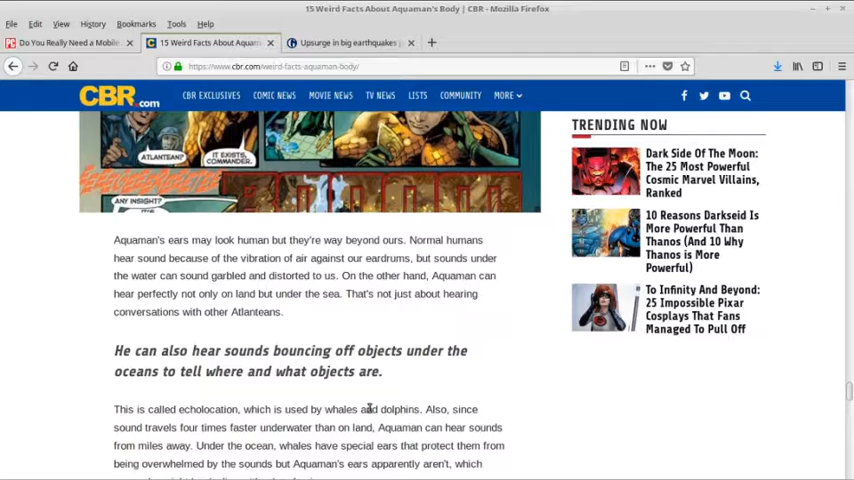 15 Weird Facts About Aquaman's Body | CBR - Mozilla Firefox
File Edit View History Bookmarks Tools Help
Do You Really Need a Mobile
15 Weird Facts About Aquam
Upsurge in big earthquakes
https://www.cbr.com/weird-facts-aquaman-body/
CBR.com
CBR EXCLUSIVES COMIC NEWS MOVIE NEWS TV NEWS LISTS COMMUNITY MORE
ATLANTEAN?
IT EXISTS, COMMANDER.
ANY INSIGHT?
Aquaman's ears may look human but they're way beyond ours. Normal humans
hear sound because of the vibration of air against our eardrums, but sounds under
the water can sound garbled and distorted to us. On the other hand, Aquaman can
hear perfectly not only on land but under the sea. That's not just about hearing
conversations with other Atlanteans.
He can also hear sounds bouncing off objects under the
oceans to tell where and what objects are.
This is called echolocation, which is used by whales and dolphins. Also, since
sound travels four times faster underwater than on land, Aquaman can hear sounds
from miles away. Under the ocean, whales have special ears that protect them from
being overwhelmed by the sounds but Aquaman's ears apparently aren't, which
TRENDING NOW
Dark Side Of The Moon:
The 25 Most Powerful
Cosmic Marvel Villains,
Ranked
10 Reasons Darkseid Is
More Powerful Than
Thanos (And 10 Why
Thanos is More
Powerful)
To Infinity And Beyond:
25 Impossible Pixar
Cosplays That Fans
Managed To Pull Off